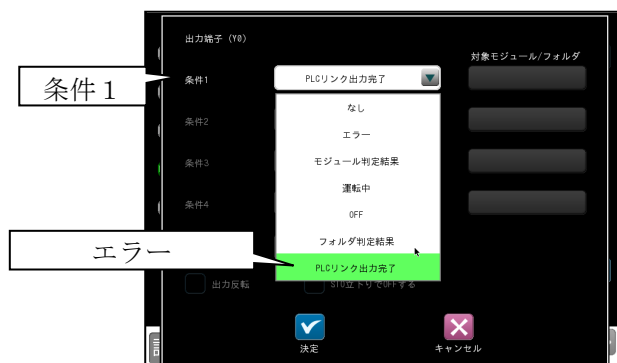 出力端子 (Y0)
対象モジュール/フォルダ
条件1
条件1
PLCリンク出力完了
なし
条件2
エラー
条件3
モジュール判定結果
運転中
条件4
OFF
フォルダ判定結果
エラー
PLCリンク出力完了
出力反転
STO立下りでOFFする
決定
キャンセル